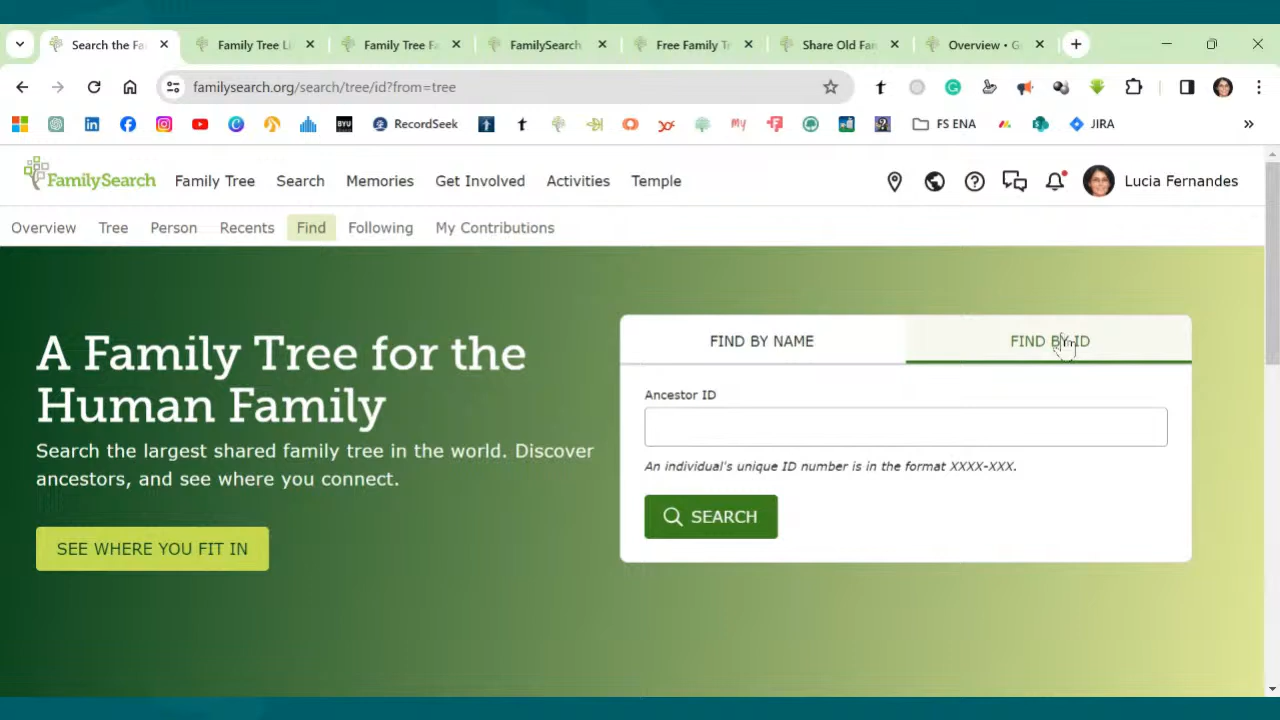 Search the Fa
Family Tree Li
Family Tree Fa
FamilySearch
Free Family Tr
Share Old Fam
Overview • G
familysearch.org/search/tree/id?from=tree
BYU
RecordSeek
FS ENA
JIRA
FamilySearch
Family Tree
Search
Memories
Get Involved
Activities
Temple
Lucia Fernandes
Overview
Tree
Person
Recents
Find
Following
My Contributions
A Family Tree for the
Human Family
Search the largest shared family tree in the world. Discover
ancestors, and see where you connect.
SEE WHERE YOU FIT IN
FIND BY NAME
FIND BY ID
Ancestor ID
An individual's unique ID number is in the format XXXX-XXX.
SEARCH